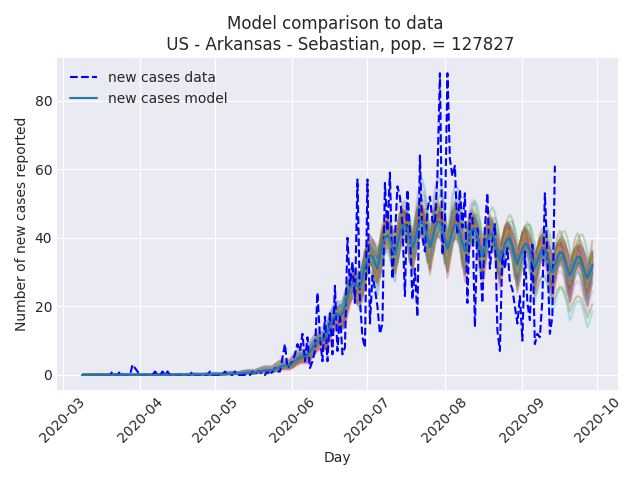 Model comparison to data
US - Arkansas - Sebastian, pop. = 127827
new cases data
new cases model
Number of new cases reported
80
60
40
20
0
2020-03
2020-04
2020-05
2020-06
2020-07
2020-08
2020-09
2020-10
Day